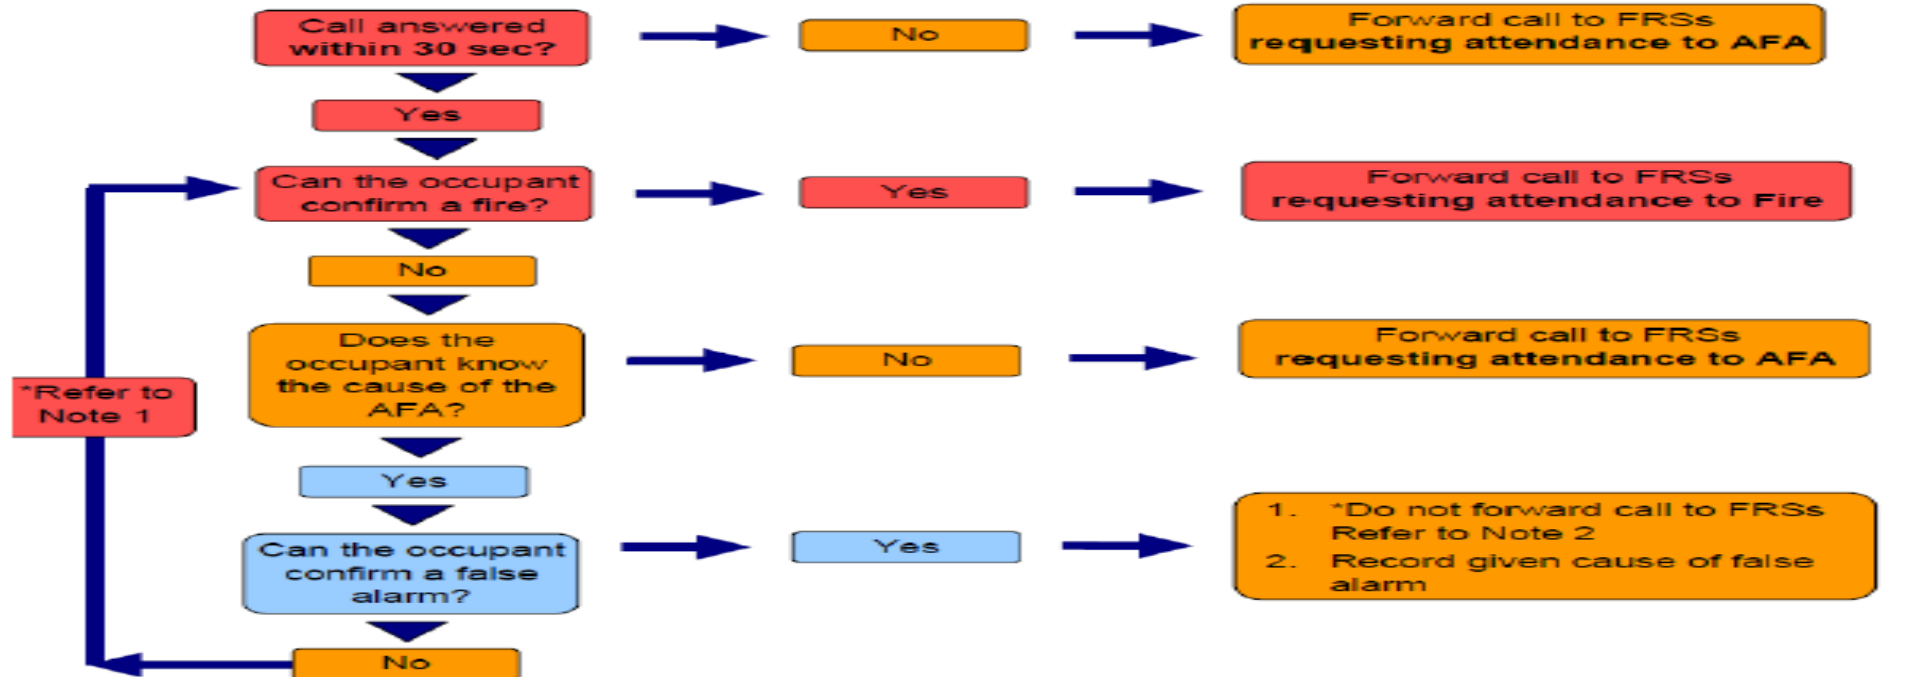 Call answered
within 30 sec?
No
Forward call to FRSs
requesting attendance to AFA
Yes
Can the occupant
confirm a fire?
Yes
Forward call to FRSs
requesting attendance to Fire
No
Does the
occupant know
the cause of the
AFA?
No
Forward call to FRSs
requesting attendance to AFA
*Refer to
Note 1
Yes
Can the occupant
confirm a false
alarm?
Yes
1. *Do not forward call to FRSs
Refer to Note 2
2. Record given cause of false
alarm
No